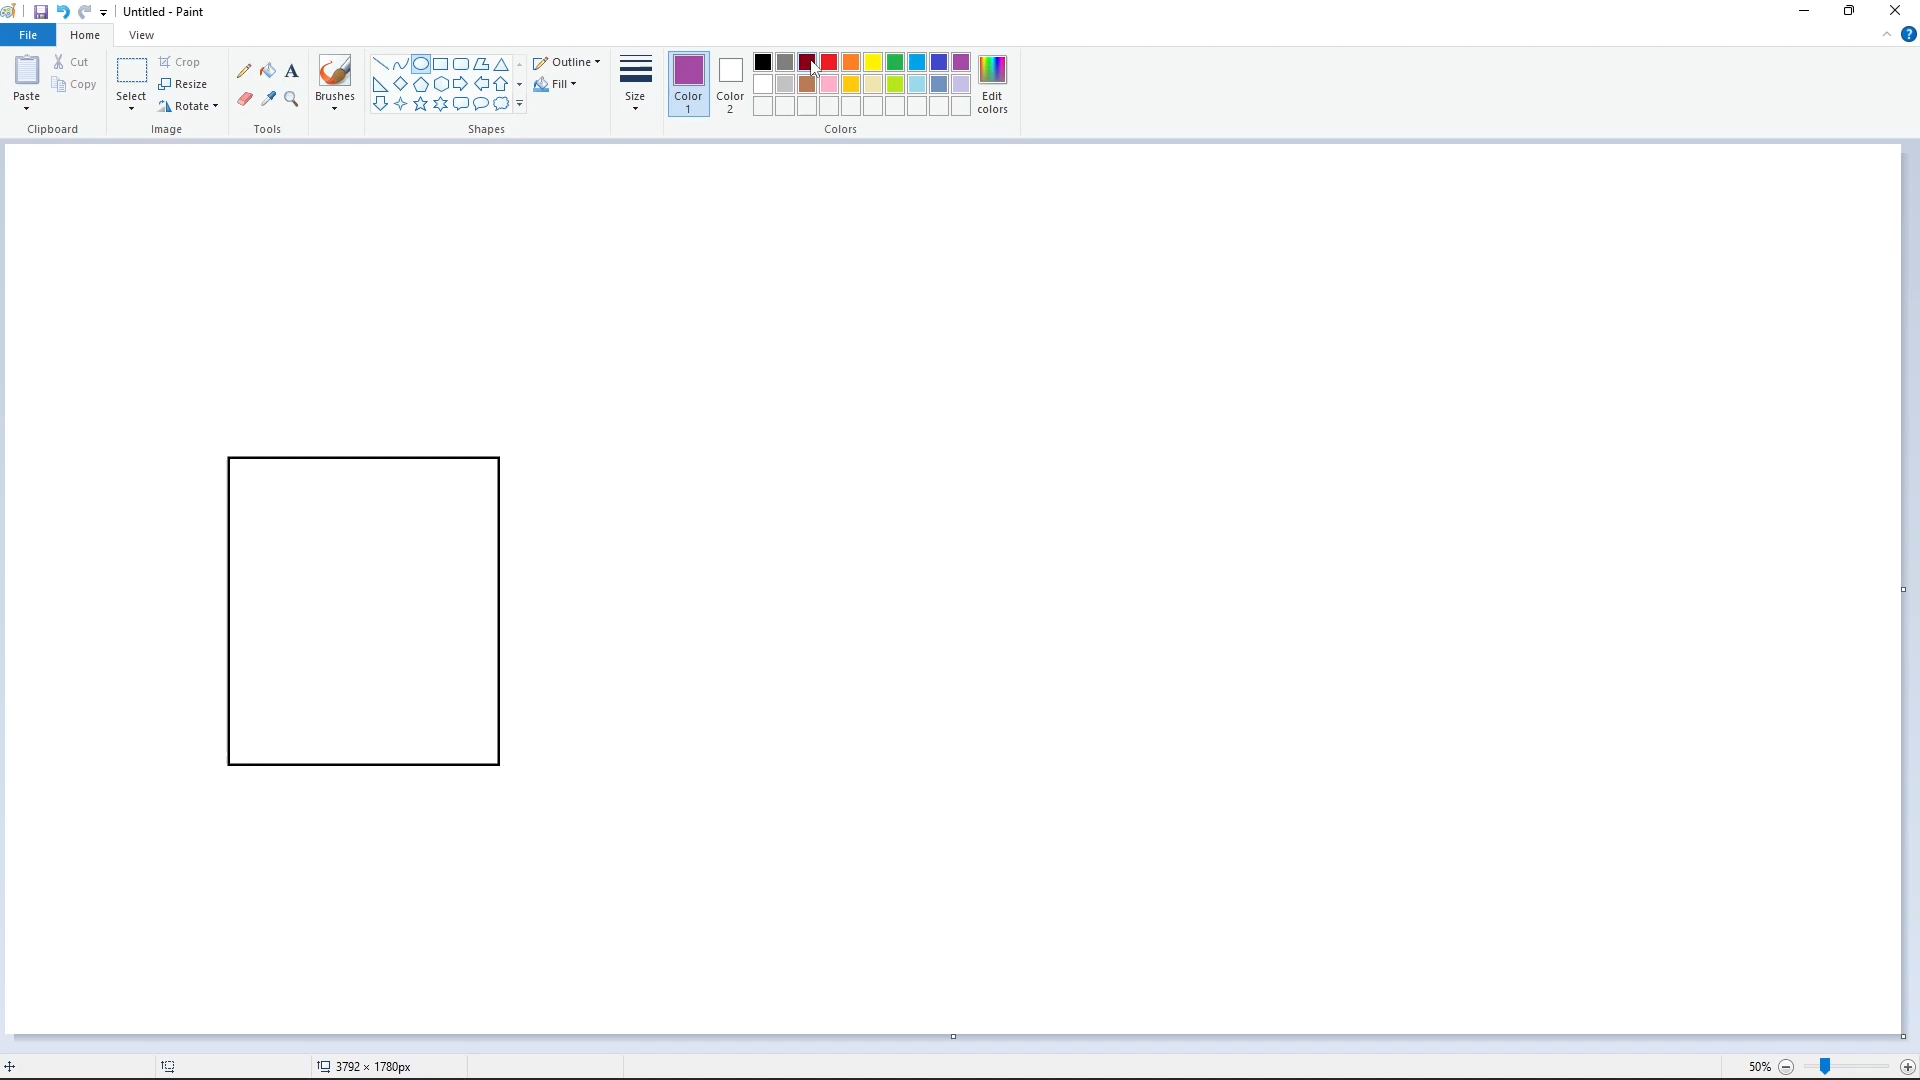 Untitled - Paint
File Home View
Paste Cut Copy Clipboard
Select Crop Resize Rotate Image
A Tools
Brushes
Outline Fill Shapes
Size
Color 1 Color 2 Edit colors Colors
3792 × 1780px 50%